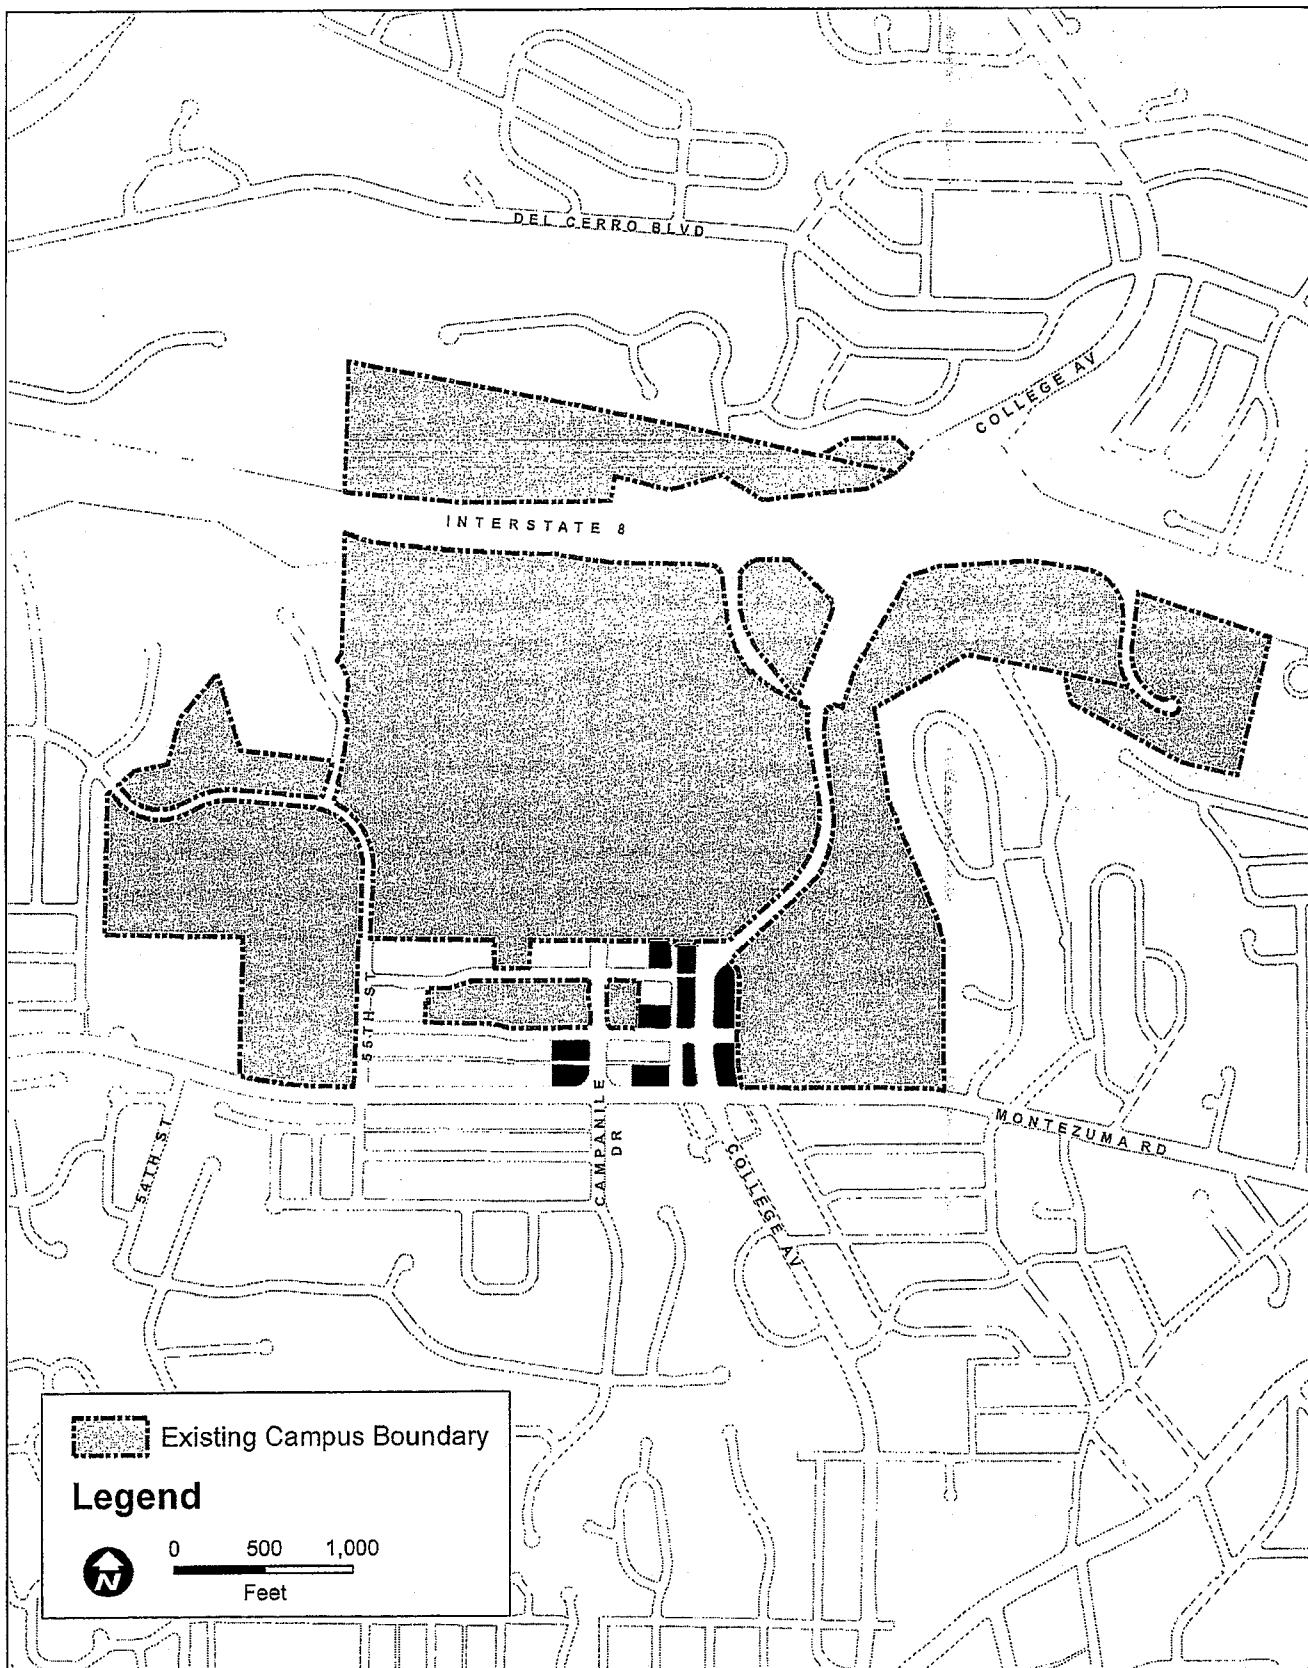 DEL CERRO BLVD
COLLEGE AV
INTERSTATE 8
55TH ST
CAMPANILE
DR
MONTEZUMA RD
54TH ST
COLLEGE AV
Existing Campus Boundary
Legend
0 500 1,000
N
Feet